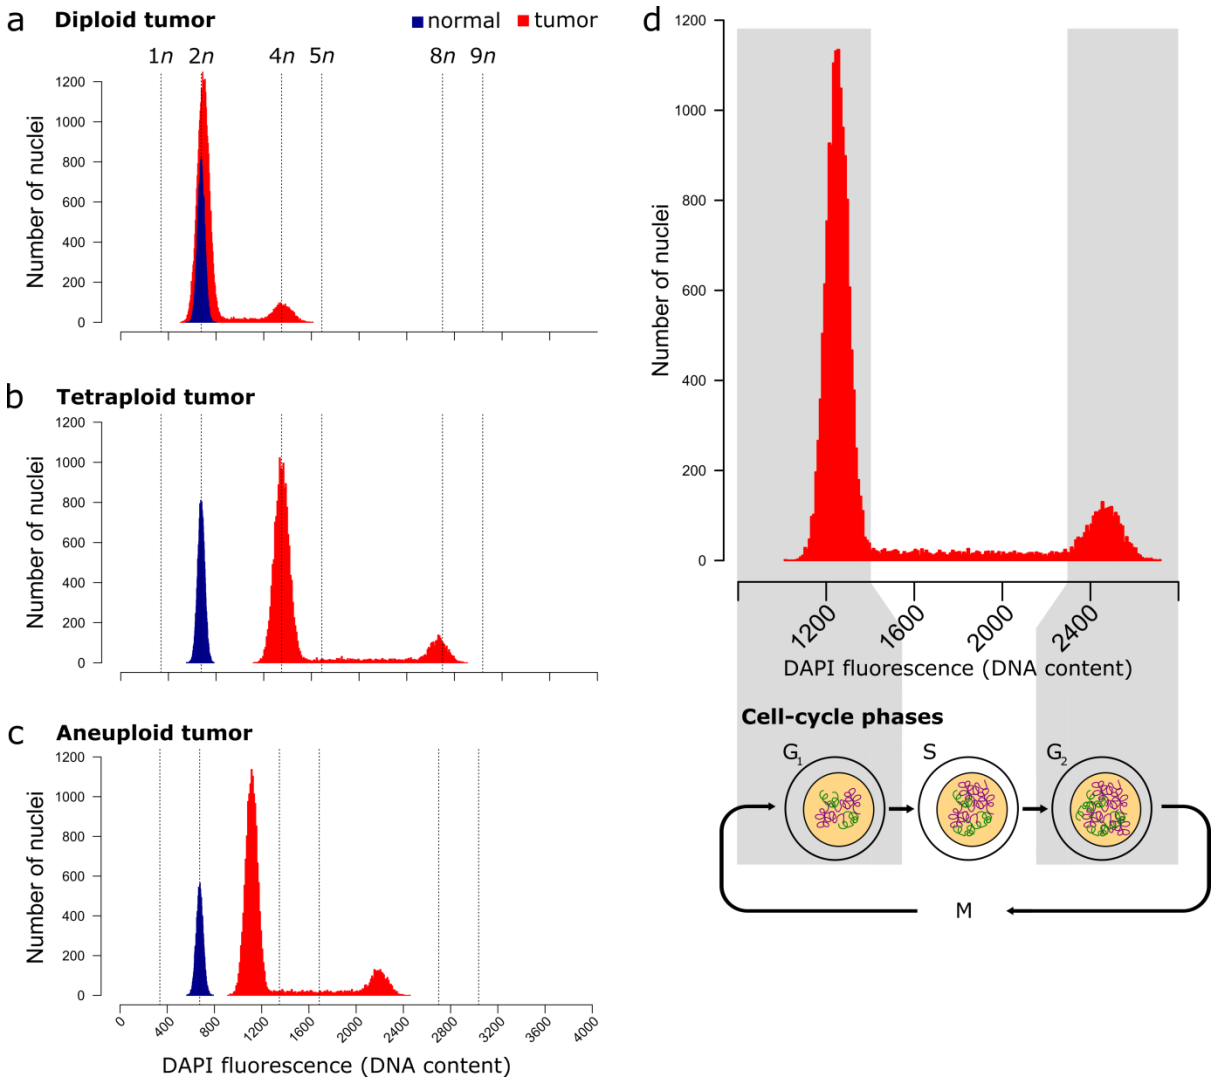 a Diploid tumor
normal tumor
1n 2n 4n 5n 8n 9n
Number of nuclei
1200
1000
800
600
400
200
0
b Tetraploid tumor
Number of nuclei
1200
1000
800
600
400
200
0
c Aneuploid tumor
Number of nuclei
1200
1000
800
600
400
200
0
0 400 800 1200 1600 2000 2400 2800 3200 3600 4000
DAPI fluorescence (DNA content)
d
Number of nuclei
1200
1000
800
600
400
200
0
1200 1600 2000 2400
DAPI fluorescence (DNA content)
Cell-cycle phases
G1 S G2
M